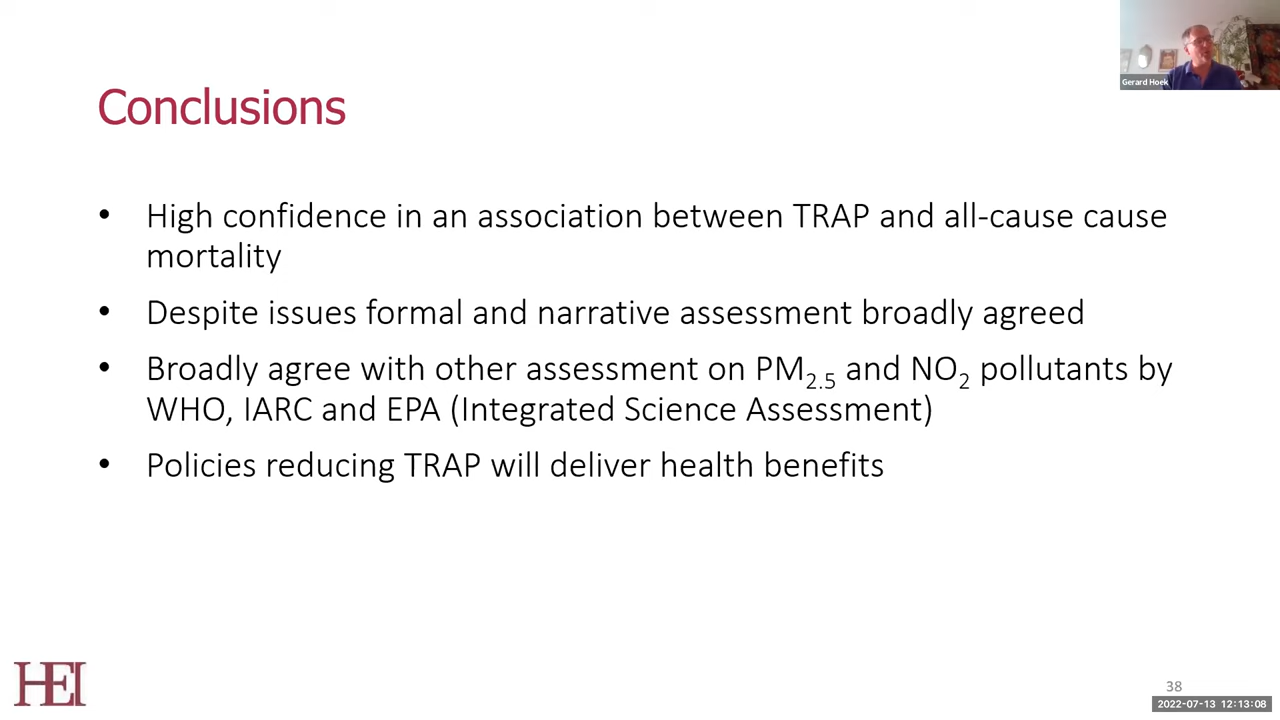 Gerard Hoek
Conclusions
• High confidence in an association between TRAP and all-cause cause
mortality
• Despite issues formal and narrative assessment broadly agreed
• Broadly agree with other assessment on PM2.5 and NO2 pollutants by
WHO, IARC and EPA (Integrated Science Assessment)
• Policies reducing TRAP will deliver health benefits
HEI
38
2022-07-13 12:13:08